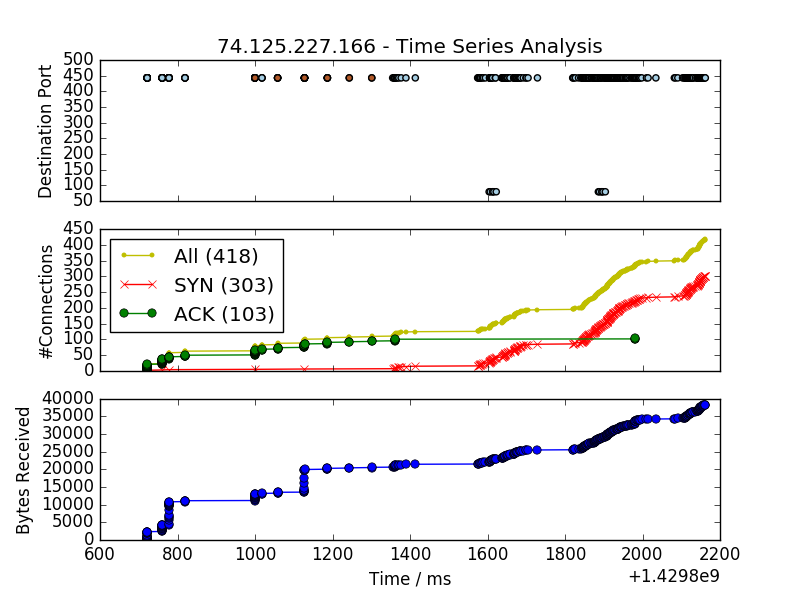 74.125.227.166 - Time Series Analysis
Destination Port
500
450
400
350
300
250
200
150
100
50
#Connections
450
400
350
300
250
200
150
100
50
0
All (418)
SYN (303)
ACK (103)
Bytes Received
40000
35000
30000
25000
20000
15000
10000
5000
0
600 800 1000 1200 1400 1600 1800 2000 2200
Time / ms
+1.4298e9